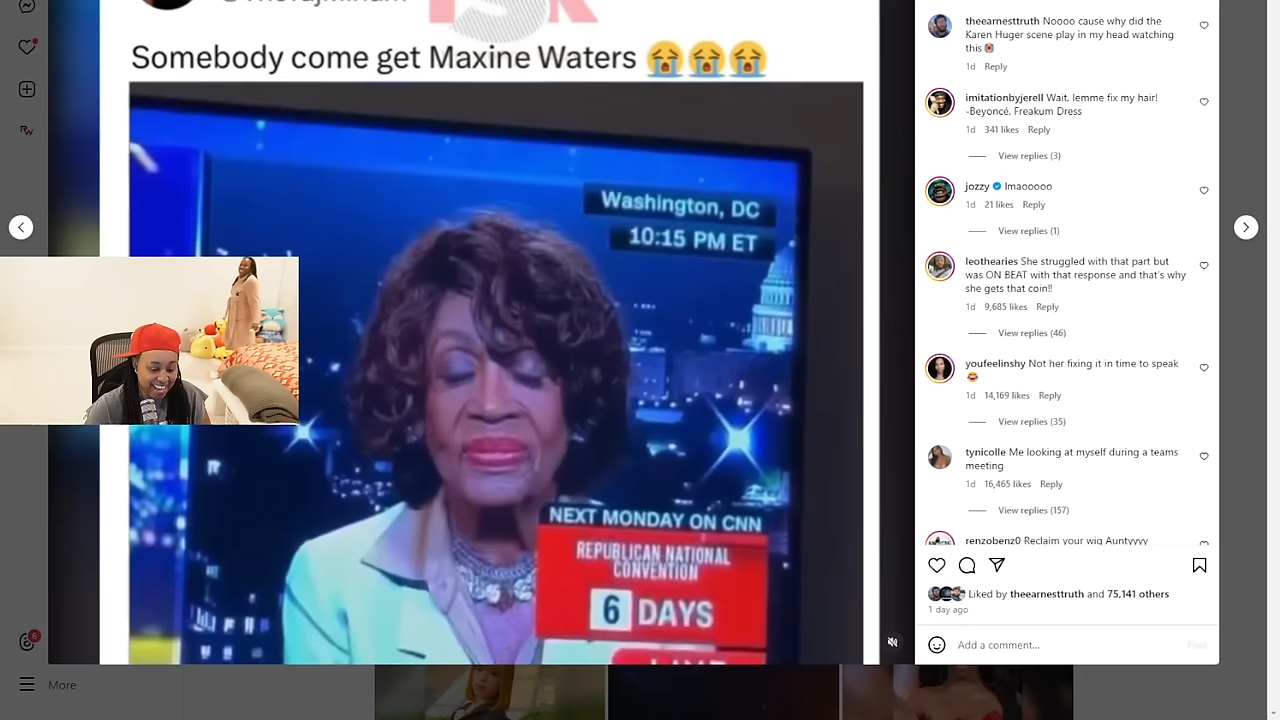 Somebody come get Maxine Waters 😭😭😭
Washington, DC
10:15 PM ET
NEXT MONDAY ON CNN
REPUBLICAN NATIONAL
CONVENTION
6 DAYS
theearnesttruth Noooo cause why did the
Karen Huger scene play in my head watching
this
1d Reply
imitationbyjerell Wait, lemme fix my hair!
-Beyoncé, Freakum Dress
1d 341 likes Reply
View replies (3)
jozzy lmaooooo
1d 21 likes Reply
View replies (1)
leothearies She struggled with that part but
was ON BEAT with that response and that's why
she gets that coin!!
1d 9,685 likes Reply
View replies (46)
youfeelinshy Not her fixing it in time to speak
😂
1d 14,169 likes Reply
View replies (35)
tynicolle Me looking at myself during a teams
meeting
1d 16,465 likes Reply
View replies (157)
renzobenz0 Reclaim your wig Auntyyyy
Liked by theearnesttruth and 75,141 others
1 day ago
Add a comment...
Post
RW
6
More